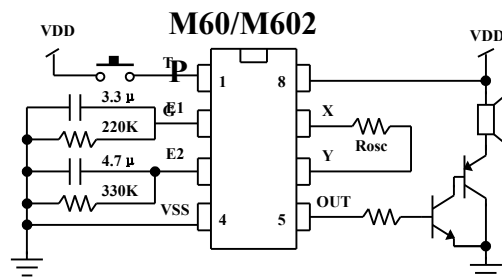 M60/M602
VDD
VDD
TP
1
8
3.3 μ
G
E1
X
220K
Rosc
4.7 μ
E2
Y
330K
VSS
4
5
OUT